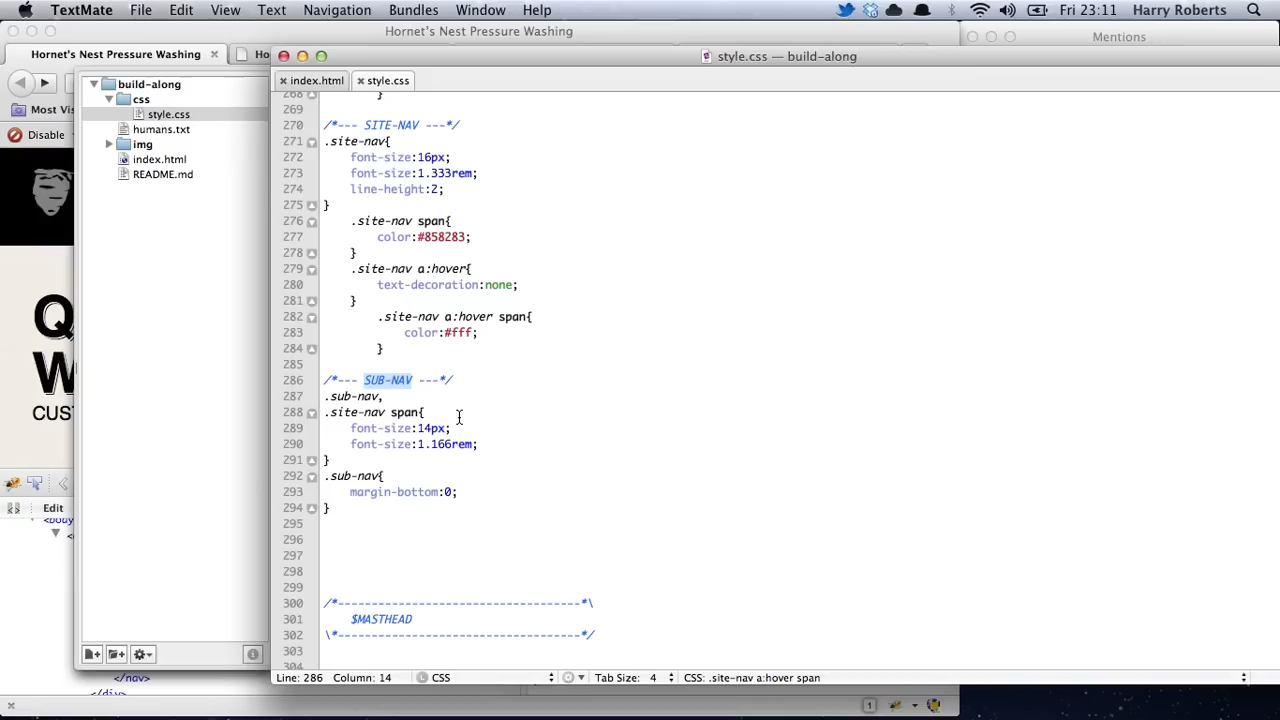 TextMate File Edit View Text Navigation Bundles Window Help Fri 23:11 Harry Roberts
Hornet's Nest Pressure Washing
Mentions
Hornet's Nest Pressure Washing
Ho
style.css — build-along
index.html style.css
build-along
css
style.css
humans.txt
img
index.html
README.md
Most Vis
Disable
Q
W
CUST
Edit
<body
</nav>
</div>
268 }
269
270 /*--- SITE-NAV ---*/
271 .site-nav{
272 font-size:16px;
273 font-size:1.333rem;
274 line-height:2;
275 }
276 .site-nav span{
277 color:#858283;
278 }
279 .site-nav a:hover{
280 text-decoration:none;
281 }
282 .site-nav a:hover span{
283 color:#fff;
284 }
285
286 /*--- SUB-NAV ---*/
287 .sub-nav,
288 .site-nav span{
289 font-size:14px;
290 font-size:1.166rem;
291 }
292 .sub-nav{
293 margin-bottom:0;
294 }
295
296
297
298
299
300 /*------------------------------------*\
301 $MASTHEAD
302 \*------------------------------------*/
303
304
Line: 286 Column: 14 CSS Tab Size: 4 CSS: .site-nav a:hover span
1